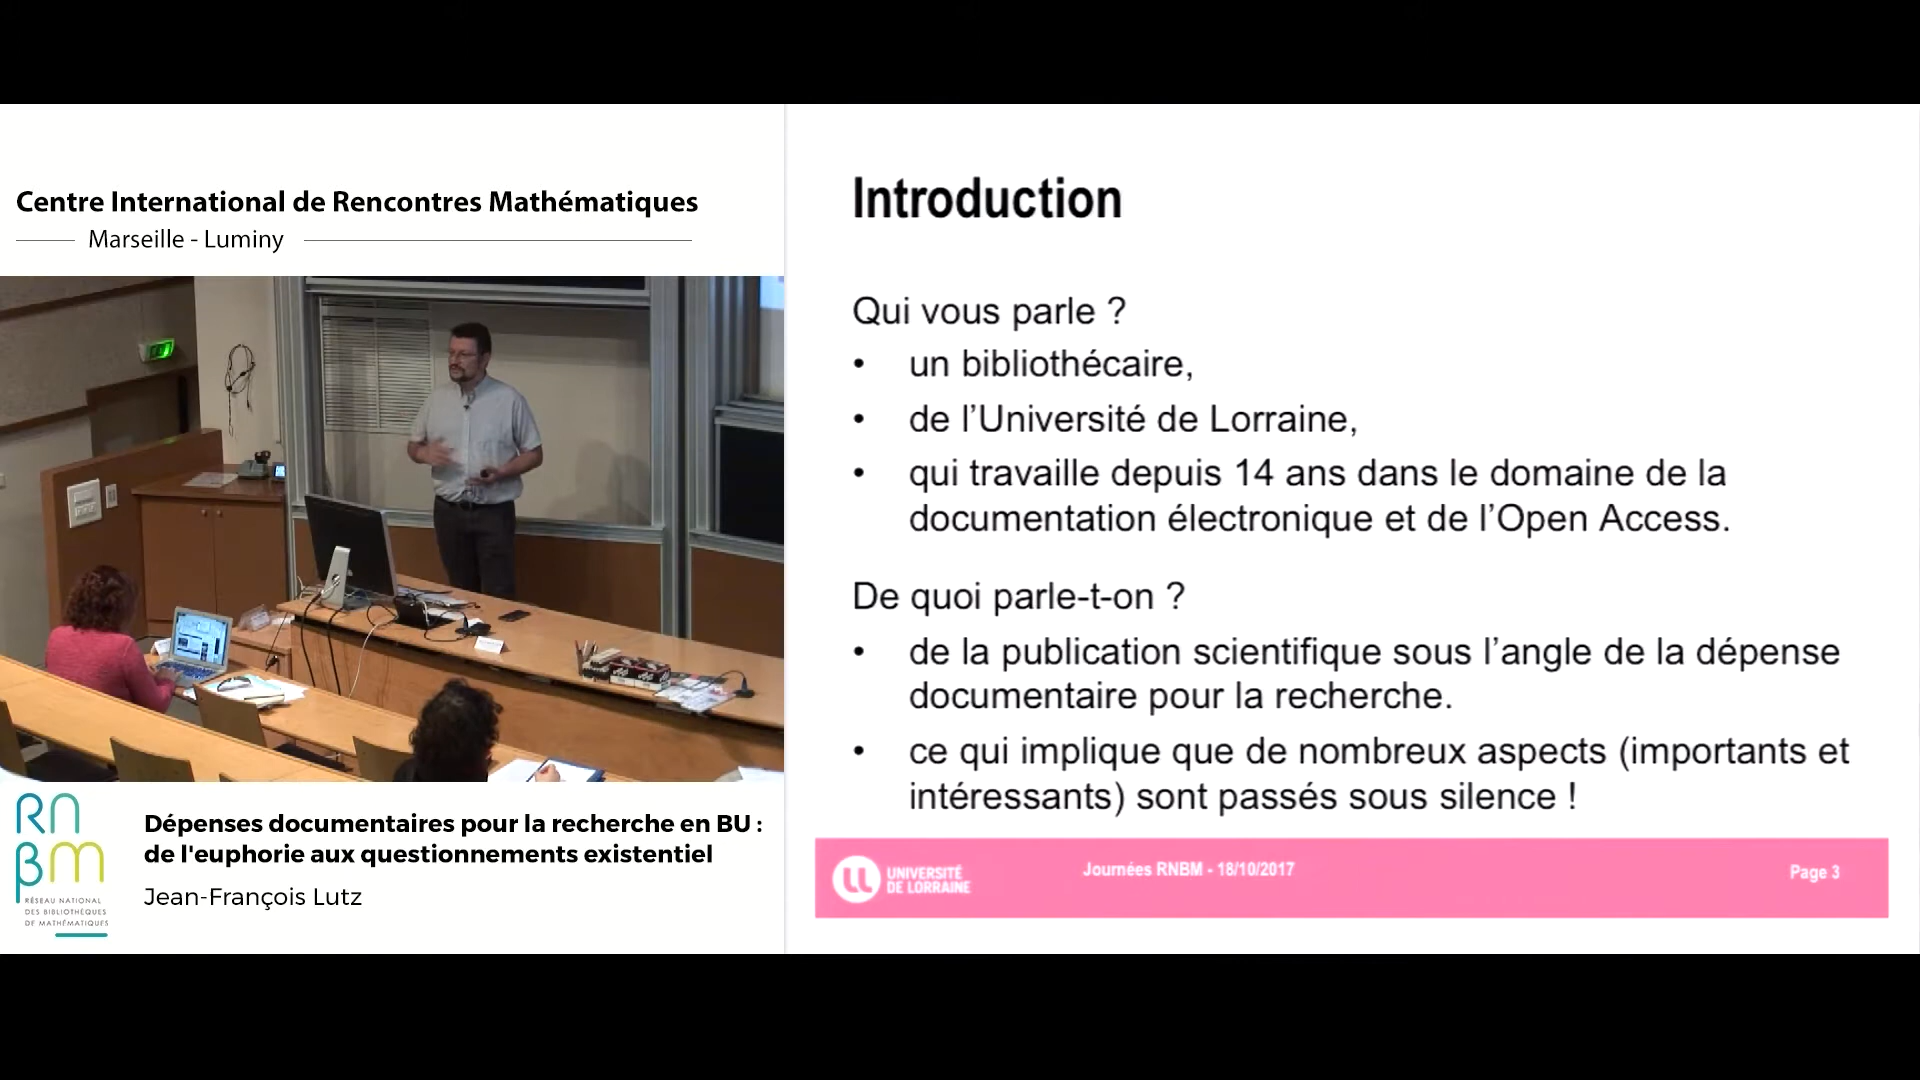 Centre International de Rencontres Mathématiques
Marseille - Luminy
RN
BM
RÉSEAU NATIONAL
DES BIBLIOTHÈQUES
DE MATHÉMATIQUES
Dépenses documentaires pour la recherche en BU :
de l'euphorie aux questionnements existentiel
Jean-François Lutz
Introduction
Qui vous parle ?
• un bibliothécaire,
• de l’Université de Lorraine,
• qui travaille depuis 14 ans dans le domaine de la
documentation électronique et de l’Open Access.
De quoi parle-t-on ?
• de la publication scientifique sous l’angle de la dépense
documentaire pour la recherche.
• ce qui implique que de nombreux aspects (importants et
intéressants) sont passés sous silence !
UNIVERSITÉ
DE LORRAINE
Journées RNBM - 18/10/2017
Page 3